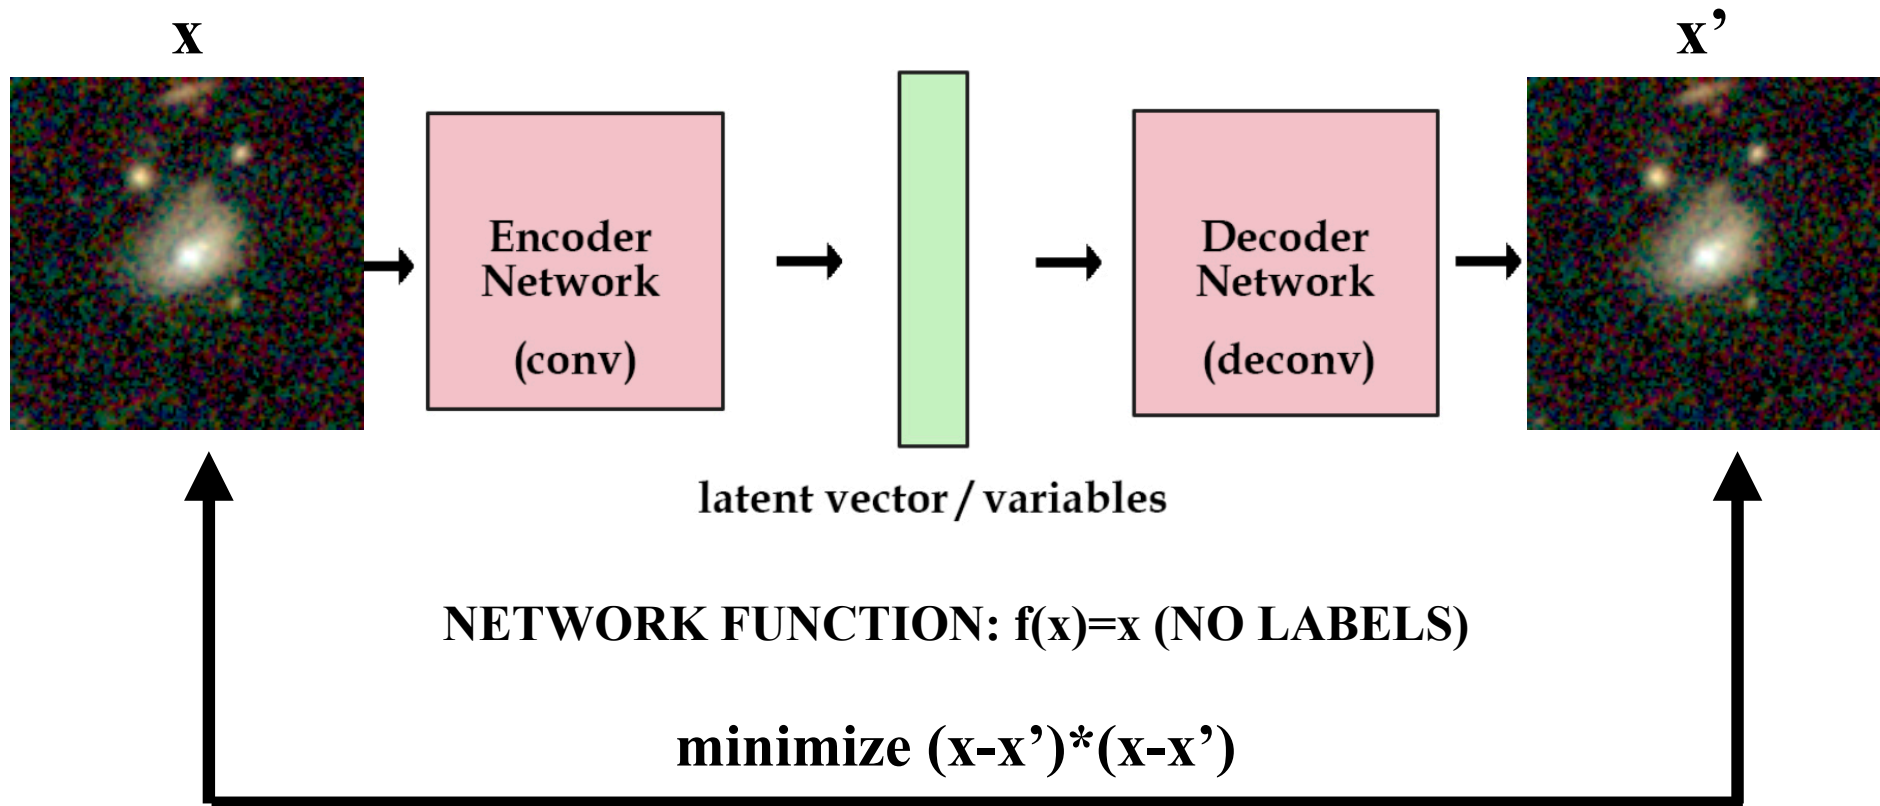 x
x’
Encoder
Network
(conv)
Decoder
Network
(deconv)
latent vector / variables
NETWORK FUNCTION: f(x)=x (NO LABELS)
minimize (x-x’)*(x-x’)